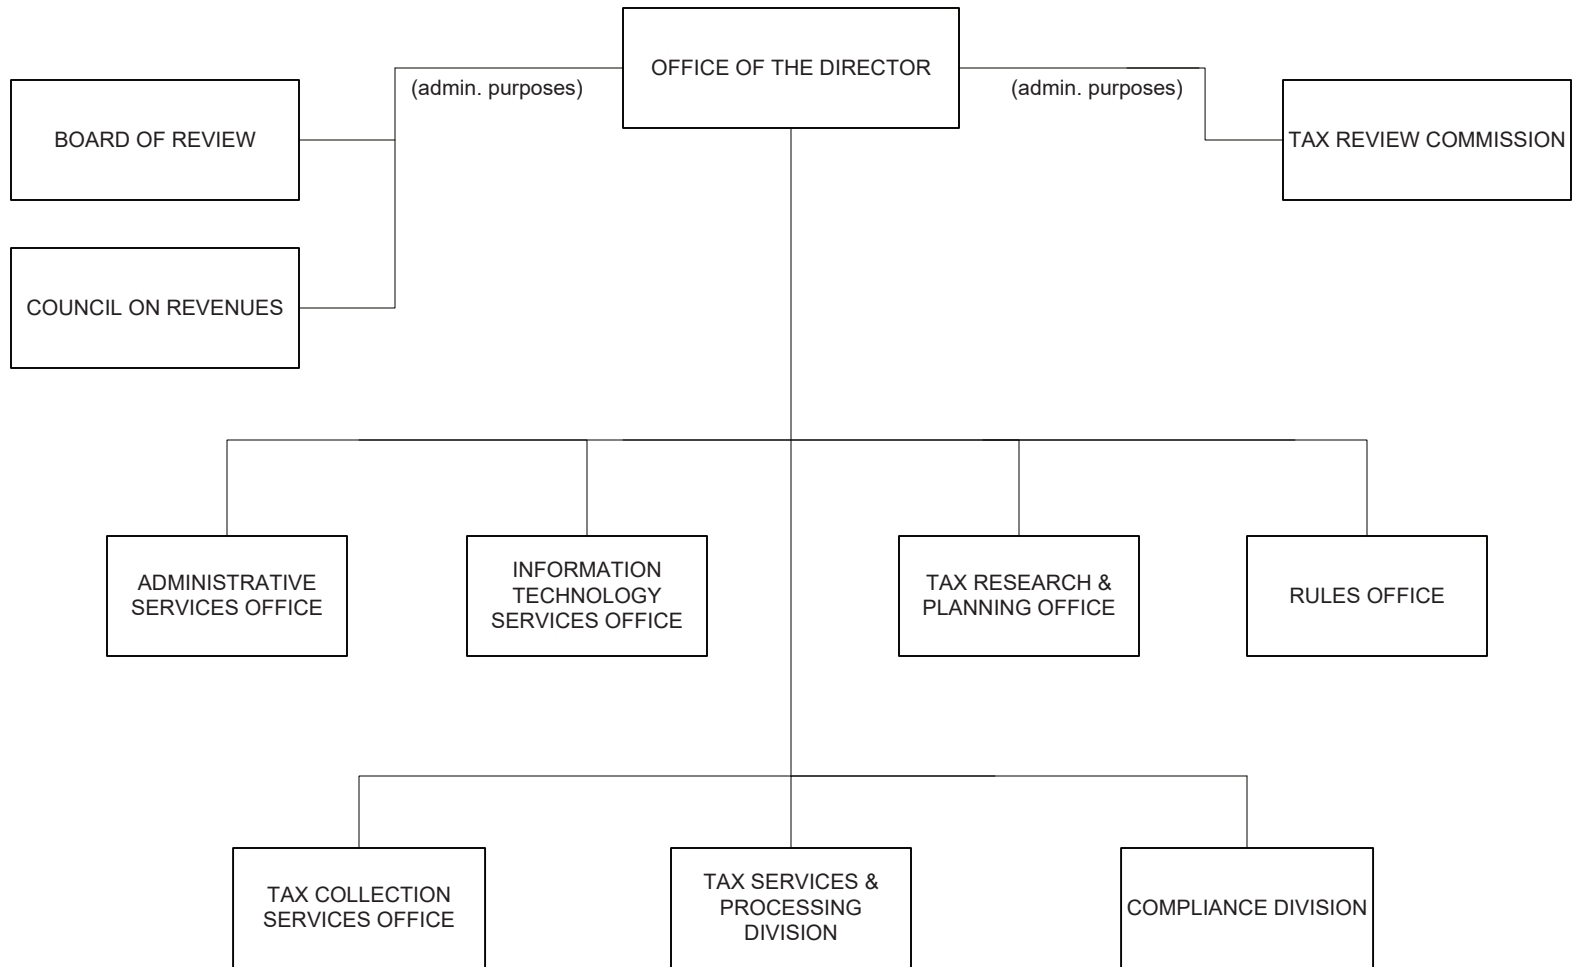 OFFICE OF THE DIRECTOR
(admin. purposes)
(admin. purposes)
BOARD OF REVIEW
TAX REVIEW COMMISSION
COUNCIL ON REVENUES
ADMINISTRATIVE
SERVICES OFFICE
INFORMATION
TECHNOLOGY
SERVICES OFFICE
TAX RESEARCH &
PLANNING OFFICE
RULES OFFICE
TAX COLLECTION
SERVICES OFFICE
TAX SERVICES &
PROCESSING
DIVISION
COMPLIANCE DIVISION